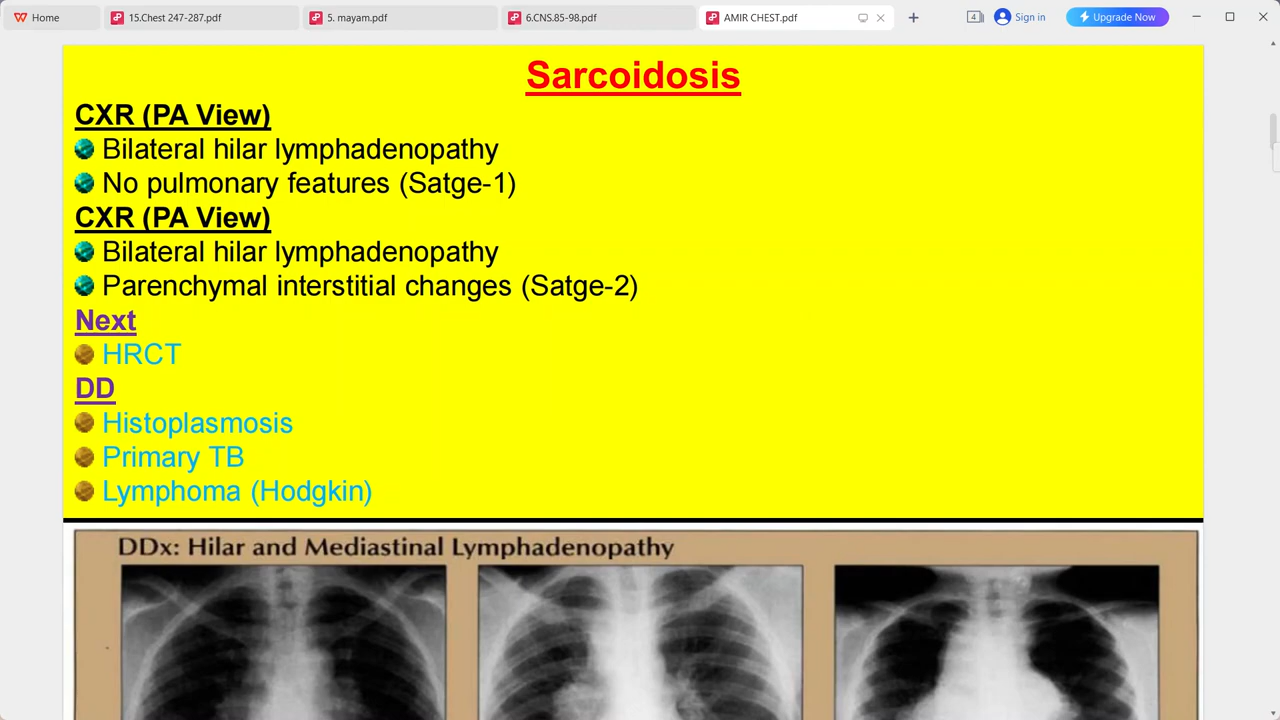 Home
15.Chest 247-287.pdf
5. mayam.pdf
6.CNS.85-98.pdf
AMIR CHEST.pdf
4
Sign in
Upgrade Now
Sarcoidosis
CXR (PA View)
Bilateral hilar lymphadenopathy
No pulmonary features (Satge-1)
CXR (PA View)
Bilateral hilar lymphadenopathy
Parenchymal interstitial changes (Satge-2)
Next
HRCT
DD
Histoplasmosis
Primary TB
Lymphoma (Hodgkin)
DDx: Hilar and Mediastinal Lymphadenopathy